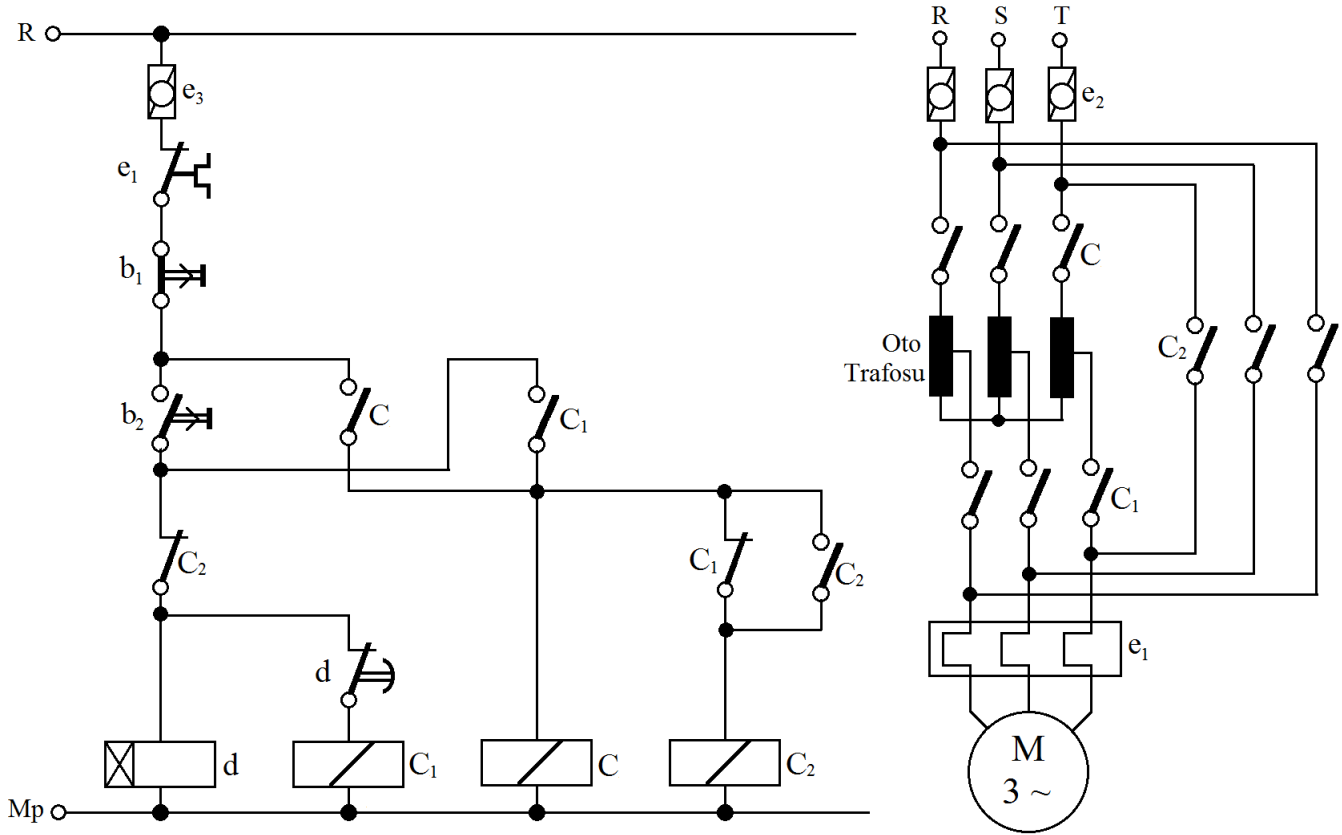 R
e₃
e₁
b₁
b₂
C
C₁
C₂
C₁
C₂
d
d
C₁
C
C₂
Mp
R S T
e₂
C
C₂
Oto
Trafosu
C₁
e₁
M
3 ~